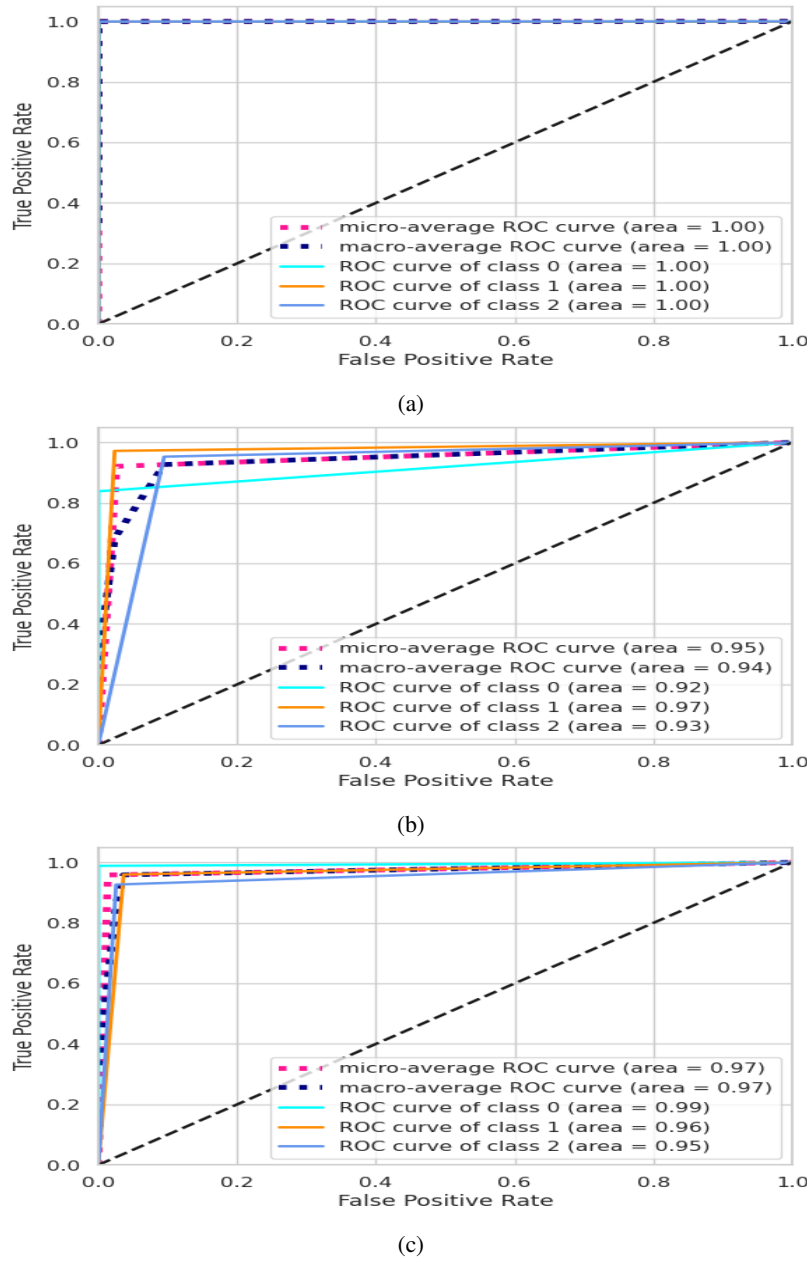 1.0
0.8
0.6
0.4
0.2
0.0
True Positive Rate
micro-average ROC curve (area = 1.00)
macro-average ROC curve (area = 1.00)
ROC curve of class 0 (area = 1.00)
ROC curve of class 1 (area = 1.00)
ROC curve of class 2 (area = 1.00)
0.0 0.2 0.4 0.6 0.8 1.0
False Positive Rate
(a)
1.0
0.8
0.6
0.4
0.2
0.0
True Positive Rate
micro-average ROC curve (area = 0.95)
macro-average ROC curve (area = 0.94)
ROC curve of class 0 (area = 0.92)
ROC curve of class 1 (area = 0.97)
ROC curve of class 2 (area = 0.93)
0.0 0.2 0.4 0.6 0.8 1.0
False Positive Rate
(b)
1.0
0.8
0.6
0.4
0.2
0.0
True Positive Rate
micro-average ROC curve (area = 0.97)
macro-average ROC curve (area = 0.97)
ROC curve of class 0 (area = 0.99)
ROC curve of class 1 (area = 0.96)
ROC curve of class 2 (area = 0.95)
0.0 0.2 0.4 0.6 0.8 1.0
False Positive Rate
(c)